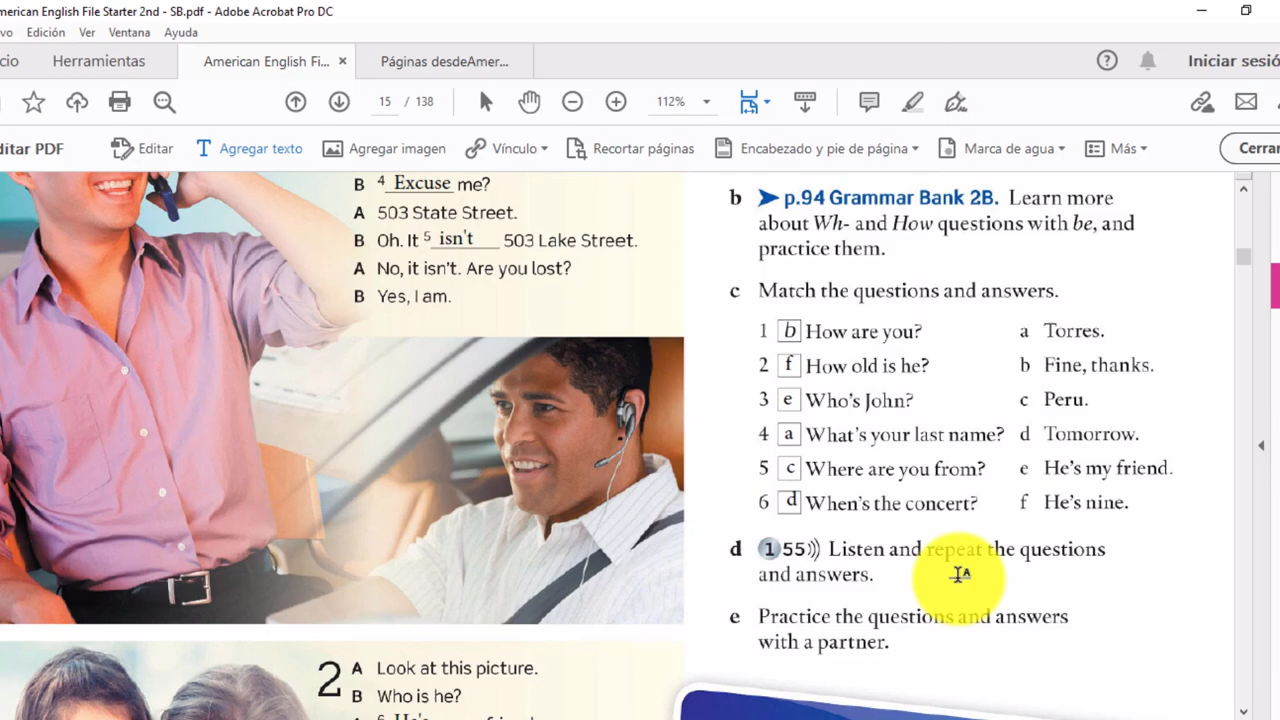 merican English File Starter 2nd - SB.pdf - Adobe Acrobat Pro DC
vo Edición Ver Ventana Ayuda
cio Herramientas American English Fi... × Páginas desdeAmer... Iniciar sesió
15 / 138 112%
ditar PDF Editar Agregar texto Agregar imagen Vínculo Recortar páginas Encabezado y pie de página Marca de agua Más Cerrar
B 4 Excuse me?
A 503 State Street.
B Oh. It 5 isn't 503 Lake Street.
A No, it isn't. Are you lost?
B Yes, I am.
2 A Look at this picture.
B Who is he?
b p.94 Grammar Bank 2B. Learn more
about Wh- and How questions with be, and
practice them.
c Match the questions and answers.
1 b How are you? a Torres.
2 f How old is he? b Fine, thanks.
3 e Who's John? c Peru.
4 a What's your last name? d Tomorrow.
5 c Where are you from? e He's my friend.
6 d When's the concert? f He's nine.
d 1 55 Listen and repeat the questions
and answers.
e Practice the questions and answers
with a partner.